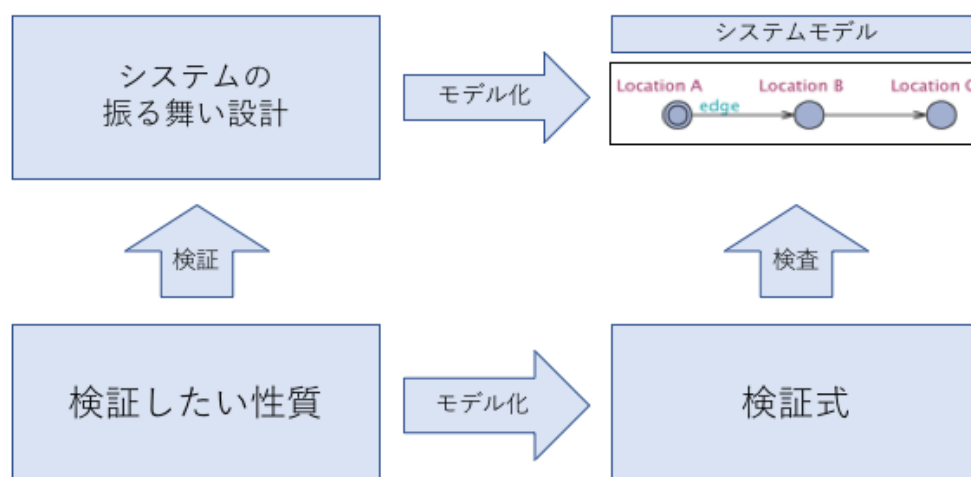 システムの
振る舞い設計
モデル化
システムモデル
Location A
Location B
Location C
edge
検証
検査
検証したい性質
モデル化
検証式